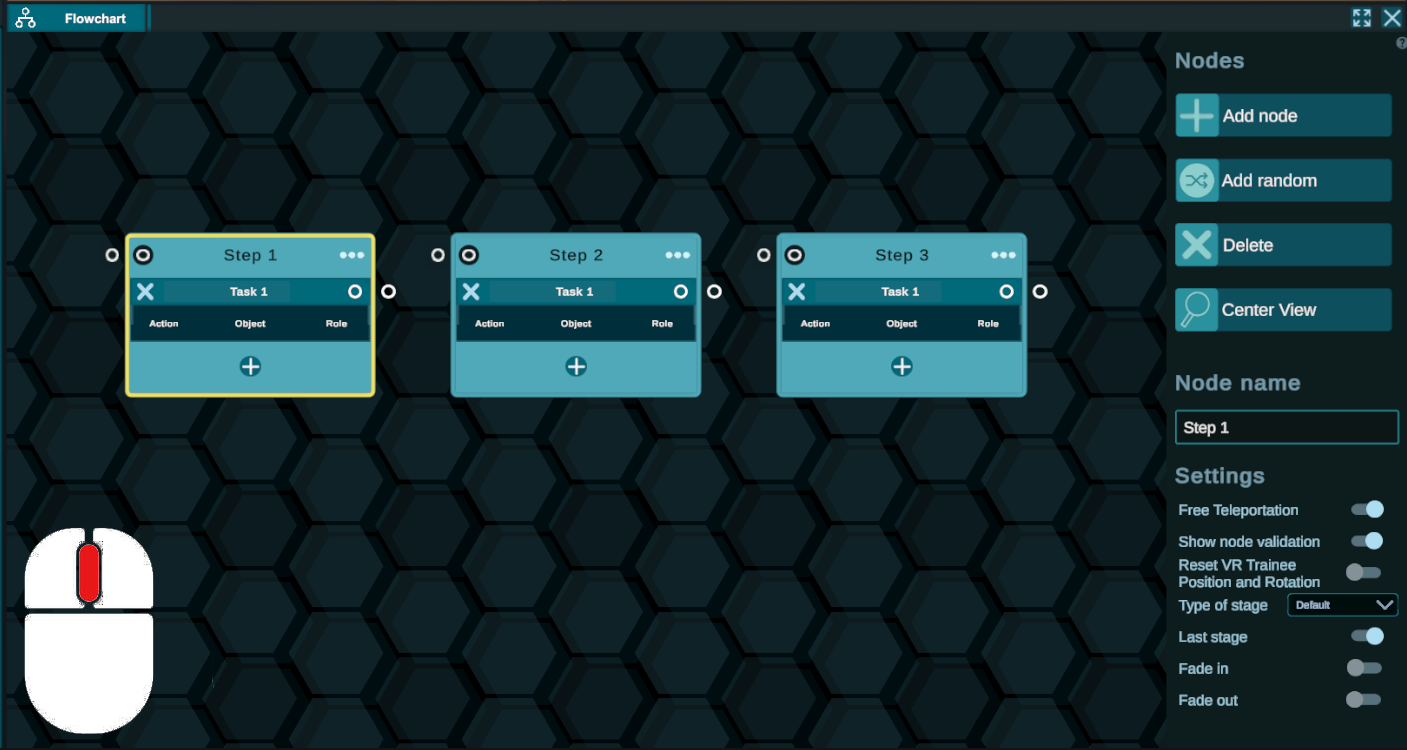 Flowchart
Nodes
Add node
Add random
Delete
Center View
Step 1
Step 2
Step 3
Task 1
Task 1
Task 1
Action Object Role
Action Object Role
Action Object Role
Node name
Step 1
Settings
Free Teleportation
Show node validation
Reset VR Trainee
Position and Rotation
Type of stage Default
Last stage
Fade in
Fade out